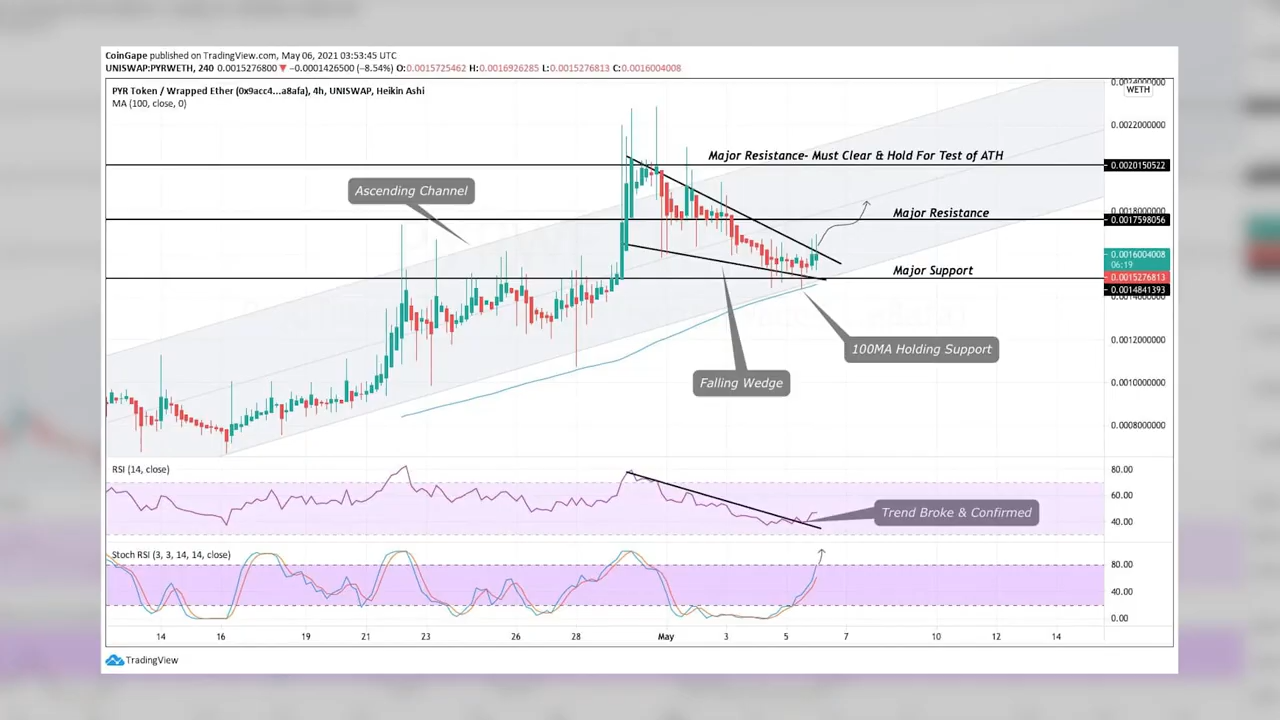 CoinGape published on TradingView.com, May 06, 2021 03:53:45 UTC
UNISWAP:PYRWETH, 240 0.0015276800 ▼ −0.0001426500 (−8.54%) O:0.0015725462 H:0.0016926285 L:0.0015276813 C:0.0016004008
PYR Token / Wrapped Ether (0x9acc4...a8afa), 4h, UNISWAP, Heikin Ashi
MA (100, close, 0)
WETH
0.0022000000
Major Resistance- Must Clear & Hold For Test of ATH
0.0020150522
Ascending Channel
Major Resistance
0.0017598056
0.0016004008
06:19
Major Support
0.0015276813
0.0014841393
100MA Holding Support
0.0012000000
Falling Wedge
0.0010000000
0.0008000000
RSI (14, close)
80.00
60.00
Trend Broke & Confirmed
40.00
Stoch RSI (3, 3, 14, 14, close)
80.00
40.00
0.00
14 16 19 21 23 26 28 May 3 5 7 10 12 14
TradingView